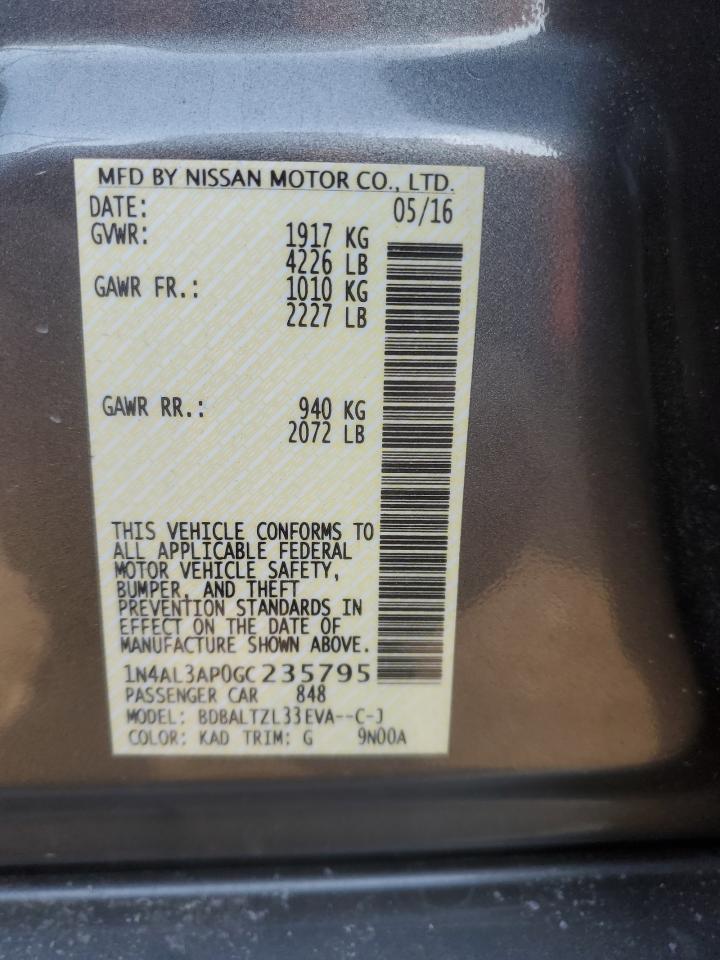 MFD BY NISSAN MOTOR CO., LTD.
DATE: 05/16
GVWR: 1917 KG
4226 LB
GAWR FR.: 1010 KG
2227 LB
GAWR RR.: 940 KG
2072 LB
THIS VEHICLE CONFORMS TO
ALL APPLICABLE FEDERAL
MOTOR VEHICLE SAFETY,
BUMPER, AND THEFT
PREVENTION STANDARDS IN
EFFECT ON THE DATE OF
MANUFACTURE SHOWN ABOVE.
1N4AL3AP0GC235795
PASSENGER CAR 848
MODEL: BDBALTZL33EVA--C-J
COLOR: KAD TRIM: G 9N00A